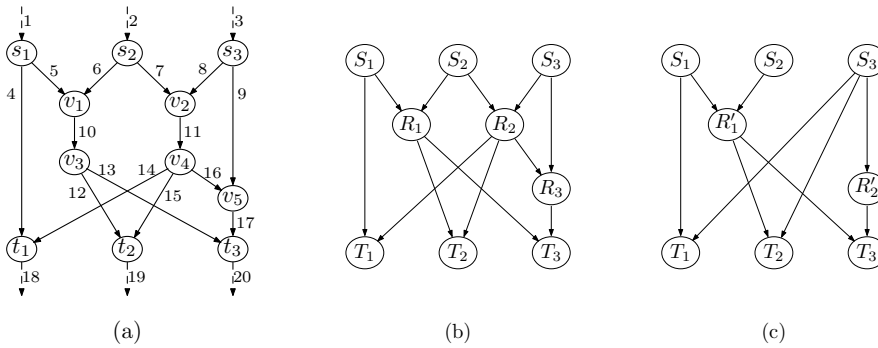 1 2 3
s₁ s₂ s₃
5 6 7 8
4 9
v₁ v₂
10 11
v₃ v₄
13 14 16
12 15 v₅
17
t₁ t₂ t₃
18 19 20
(a)
S₁ S₂ S₃
R₁ R₂
R₃
T₁ T₂ T₃
(b)
S₁ S₂ S₃
R′₁
R′₂
T₁ T₂ T₃
(c)